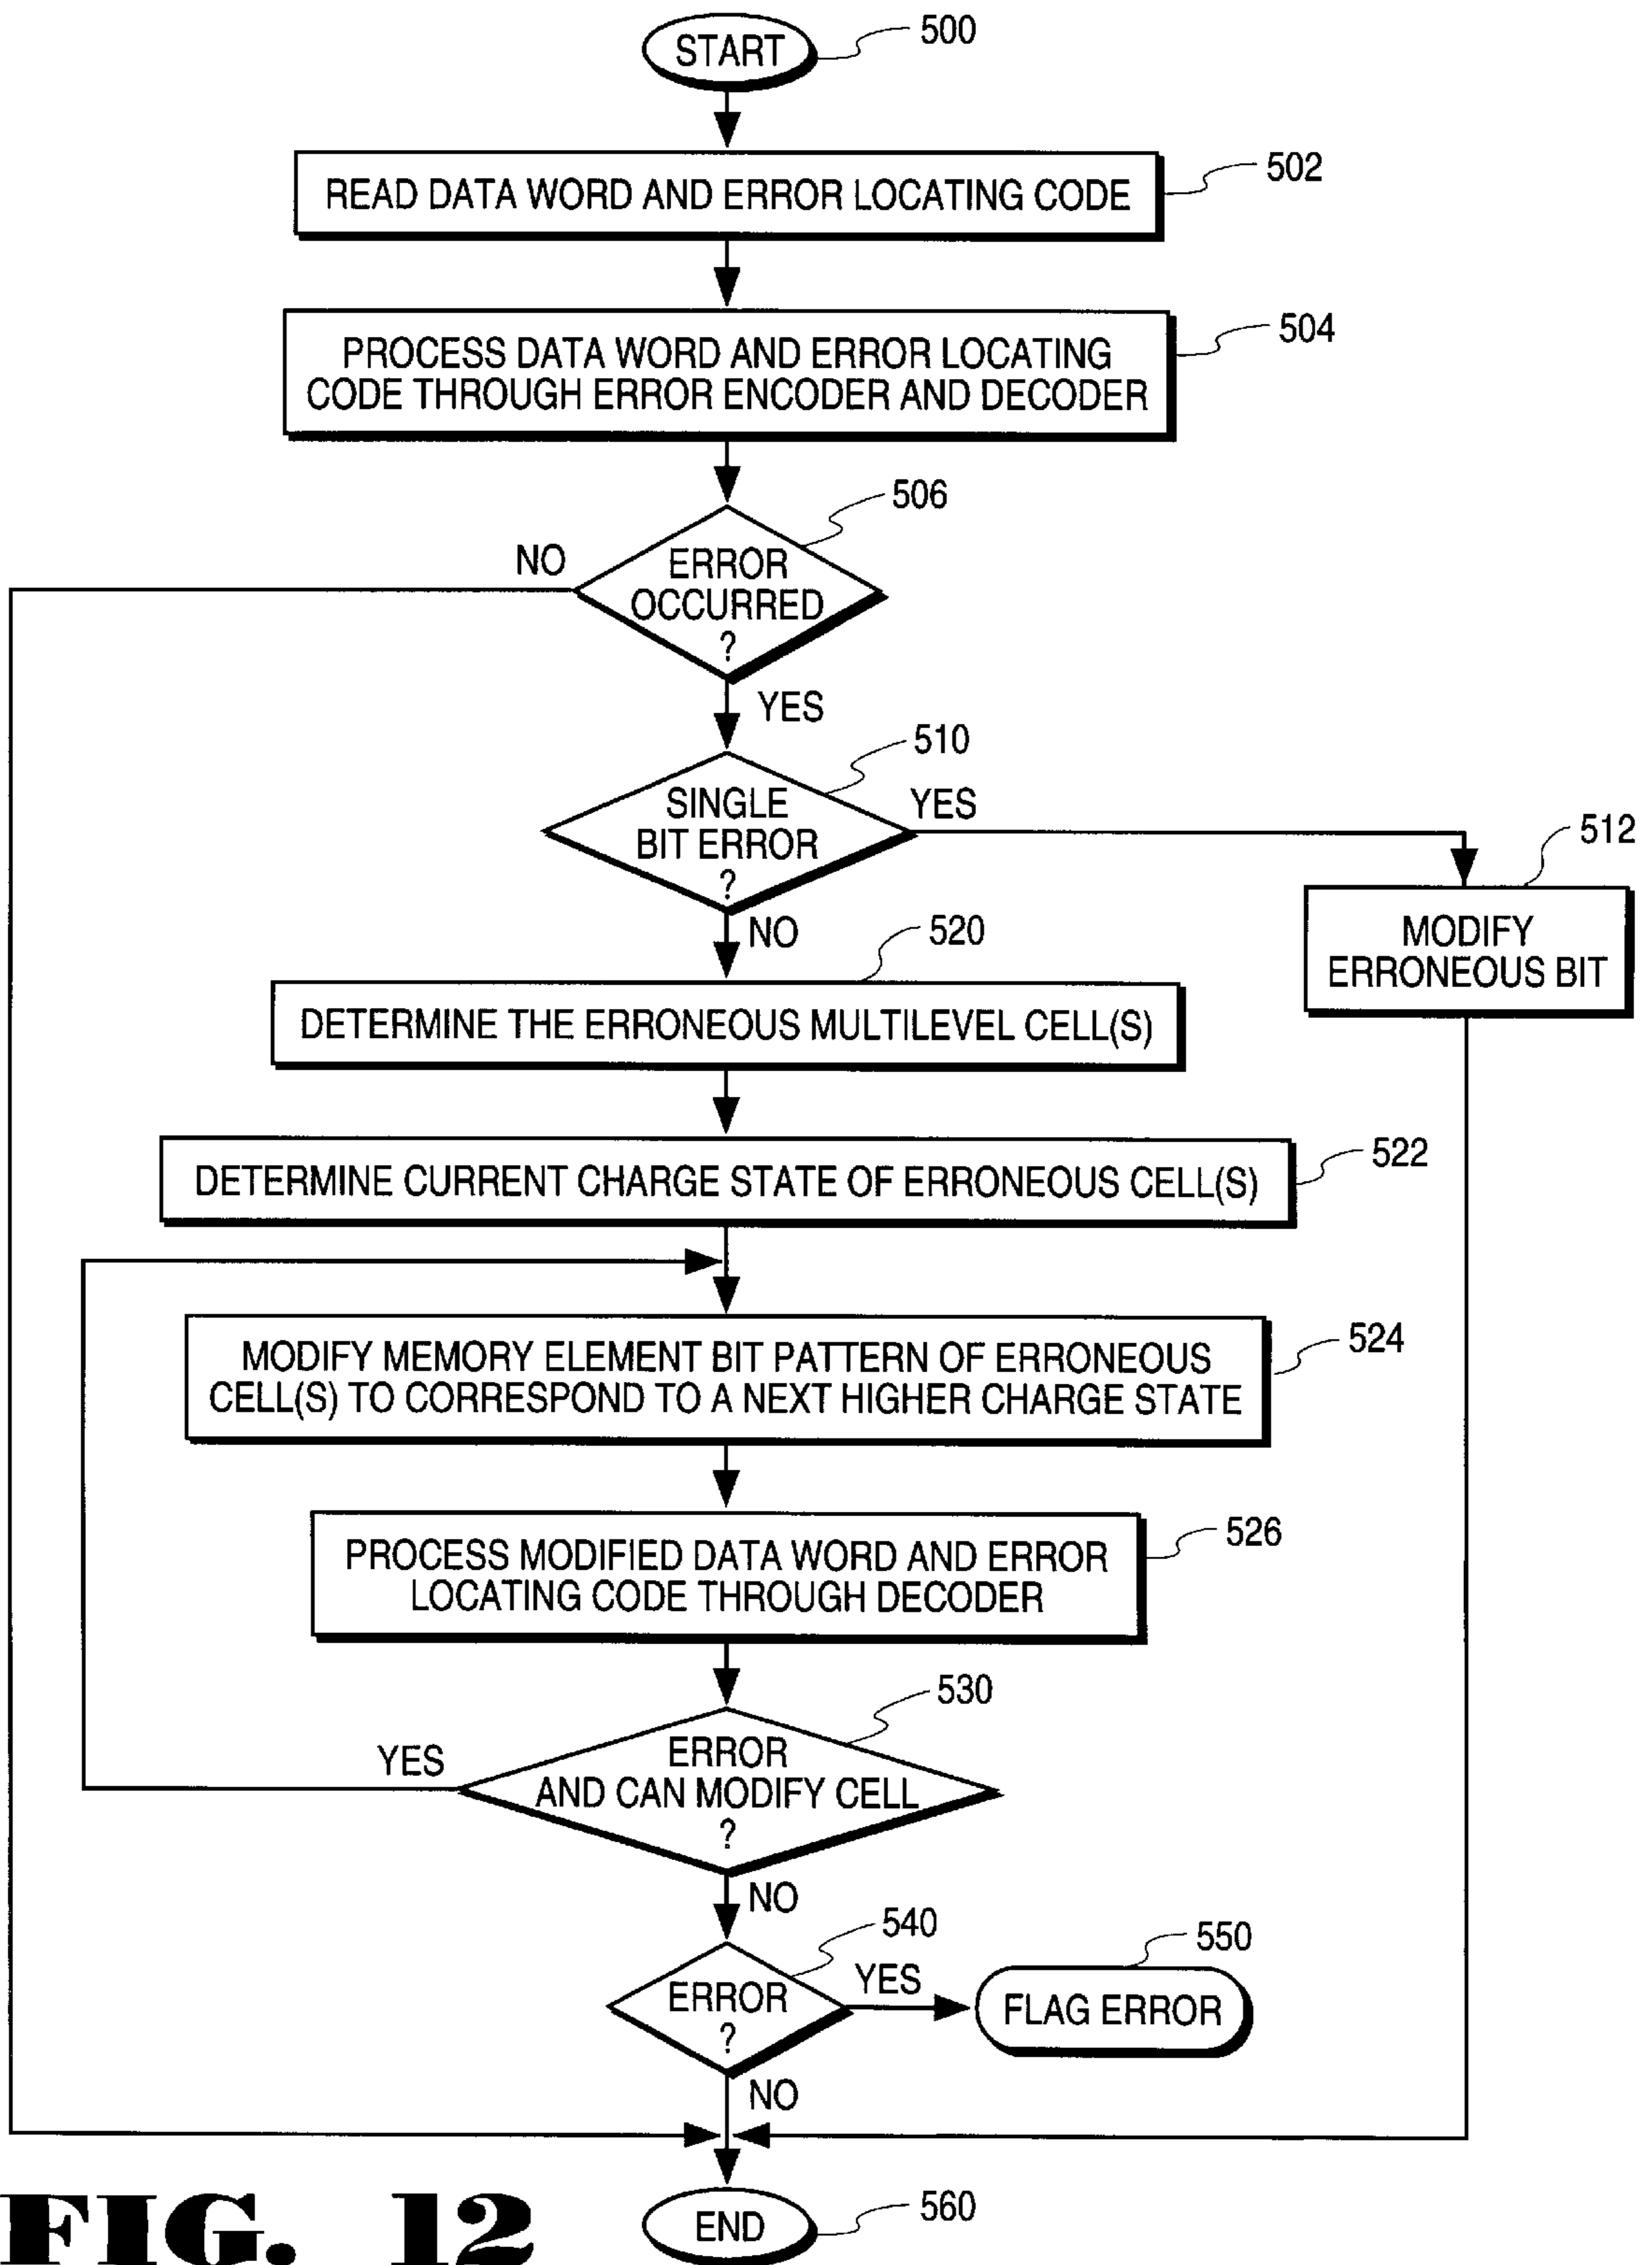 START
500
READ DATA WORD AND ERROR LOCATING CODE
502
PROCESS DATA WORD AND ERROR LOCATING
CODE THROUGH ERROR ENCODER AND DECODER
504
506
NO
ERROR
OCCURRED
?
YES
510
SINGLE
BIT ERROR
?
YES
512
MODIFY
ERRONEOUS BIT
NO
520
DETERMINE THE ERRONEOUS MULTILEVEL CELL(S)
522
DETERMINE CURRENT CHARGE STATE OF ERRONEOUS CELL(S)
524
MODIFY MEMORY ELEMENT BIT PATTERN OF ERRONEOUS
CELL(S) TO CORRESPOND TO A NEXT HIGHER CHARGE STATE
526
PROCESS MODIFIED DATA WORD AND ERROR
LOCATING CODE THROUGH DECODER
530
YES
ERROR
AND CAN MODIFY CELL
?
NO
540
ERROR
?
YES
550
FLAG ERROR
NO
END
560
FIG. 12